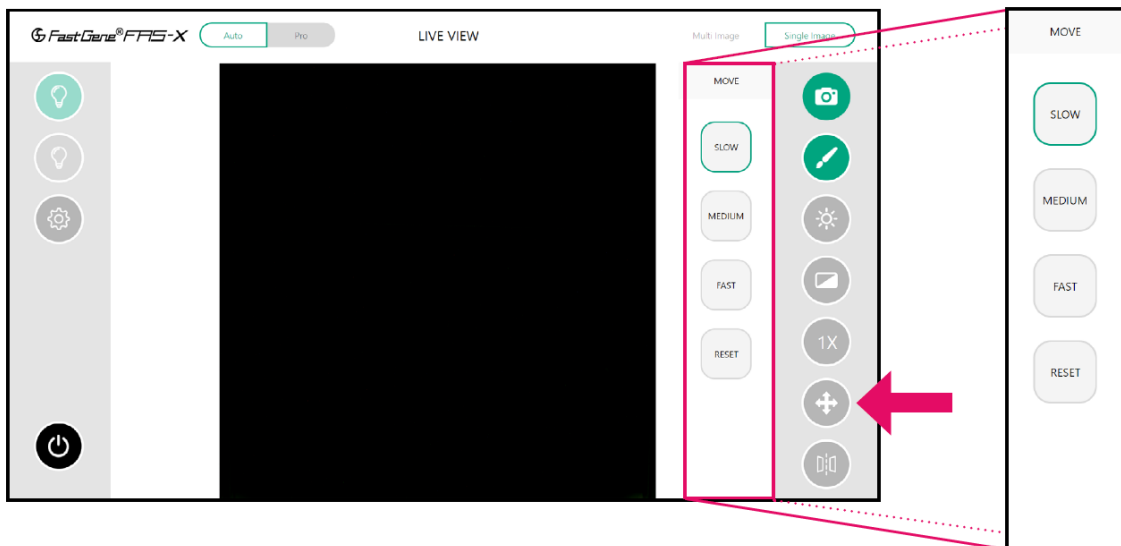 FastGene® FAS-X
Auto
Pro
LIVE VIEW
Multi Image
Single Image
MOVE
SLOW
MEDIUM
FAST
RESET
1X
MOVE
SLOW
MEDIUM
FAST
RESET